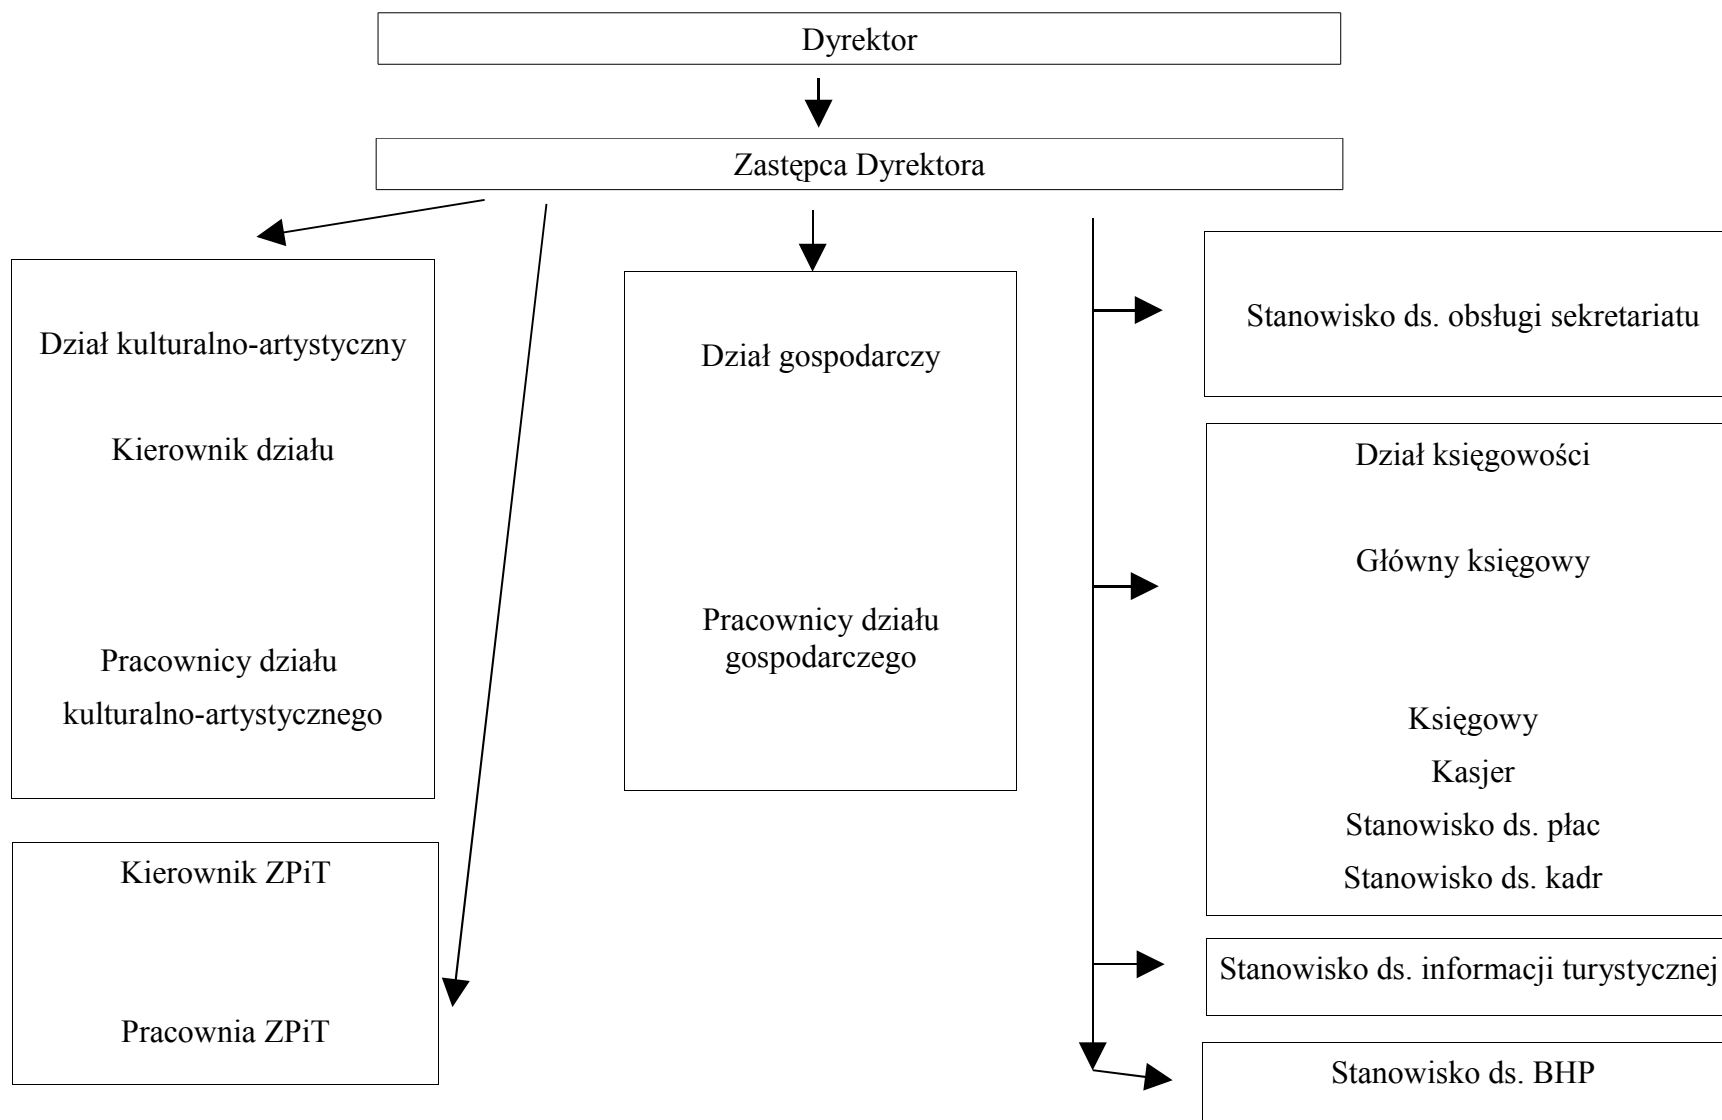 Dyrektor
Zastępca Dyrektora
Dział kulturalno-artystyczny
Kierownik działu
Pracownicy działu
kulturalno-artystycznego
Kierownik ZPiT
Pracownia ZPiT
Dział gospodarczy
Pracownicy działu
gospodarczego
Stanowisko ds. obsługi sekretariatu
Dział księgowości
Główny księgowy
Księgowy
Kasjer
Stanowisko ds. płac
Stanowisko ds. kadr
Stanowisko ds. informacji turystycznej
Stanowisko ds. BHP